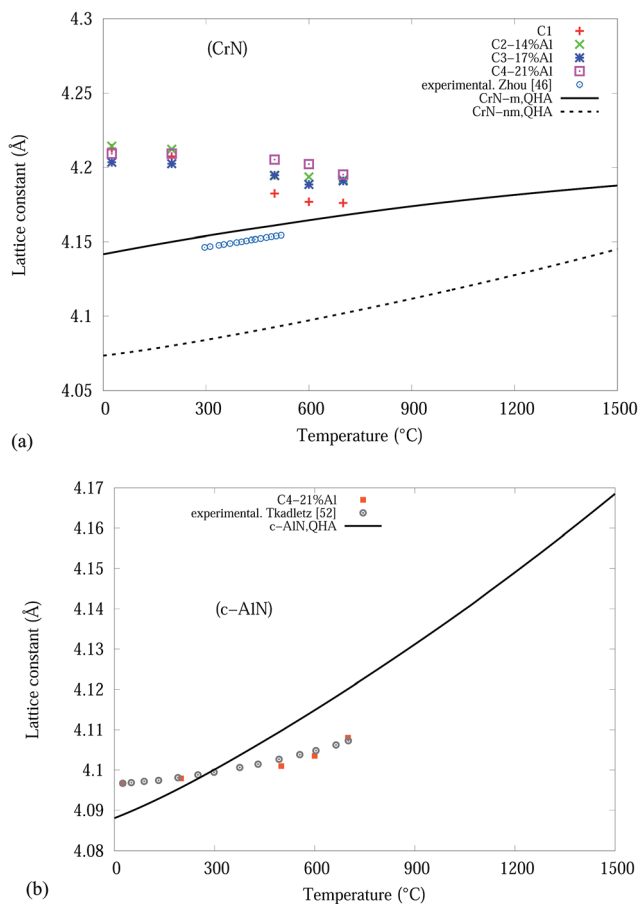 4.3
4.25
4.2
4.15
4.1
4.05
Lattice constant (Å)
(CrN)
C1
C2−14%Al
C3−17%Al
C4−21%Al
experimental. Zhou [46]
CrN−m,QHA
CrN−nm,QHA
300 600 900 1200 1500
Temperature (°C)
(a)
4.17
4.16
4.15
4.14
4.13
4.12
4.11
4.1
4.09
4.08
Lattice constant (Å)
C4−21%Al
experimental. Tkadletz [52]
c−AlN,QHA
(c−AlN)
0 300 600 900 1200 1500
Temperature (°C)
(b)